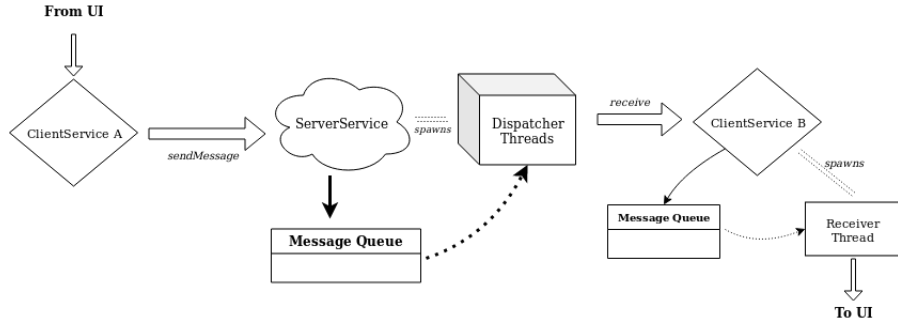 From UI
ClientService A
sendMessage
ServerService
Message Queue
spawns
Dispatcher
Threads
receive
ClientService B
spawns
Message Queue
Receiver
Thread
To UI